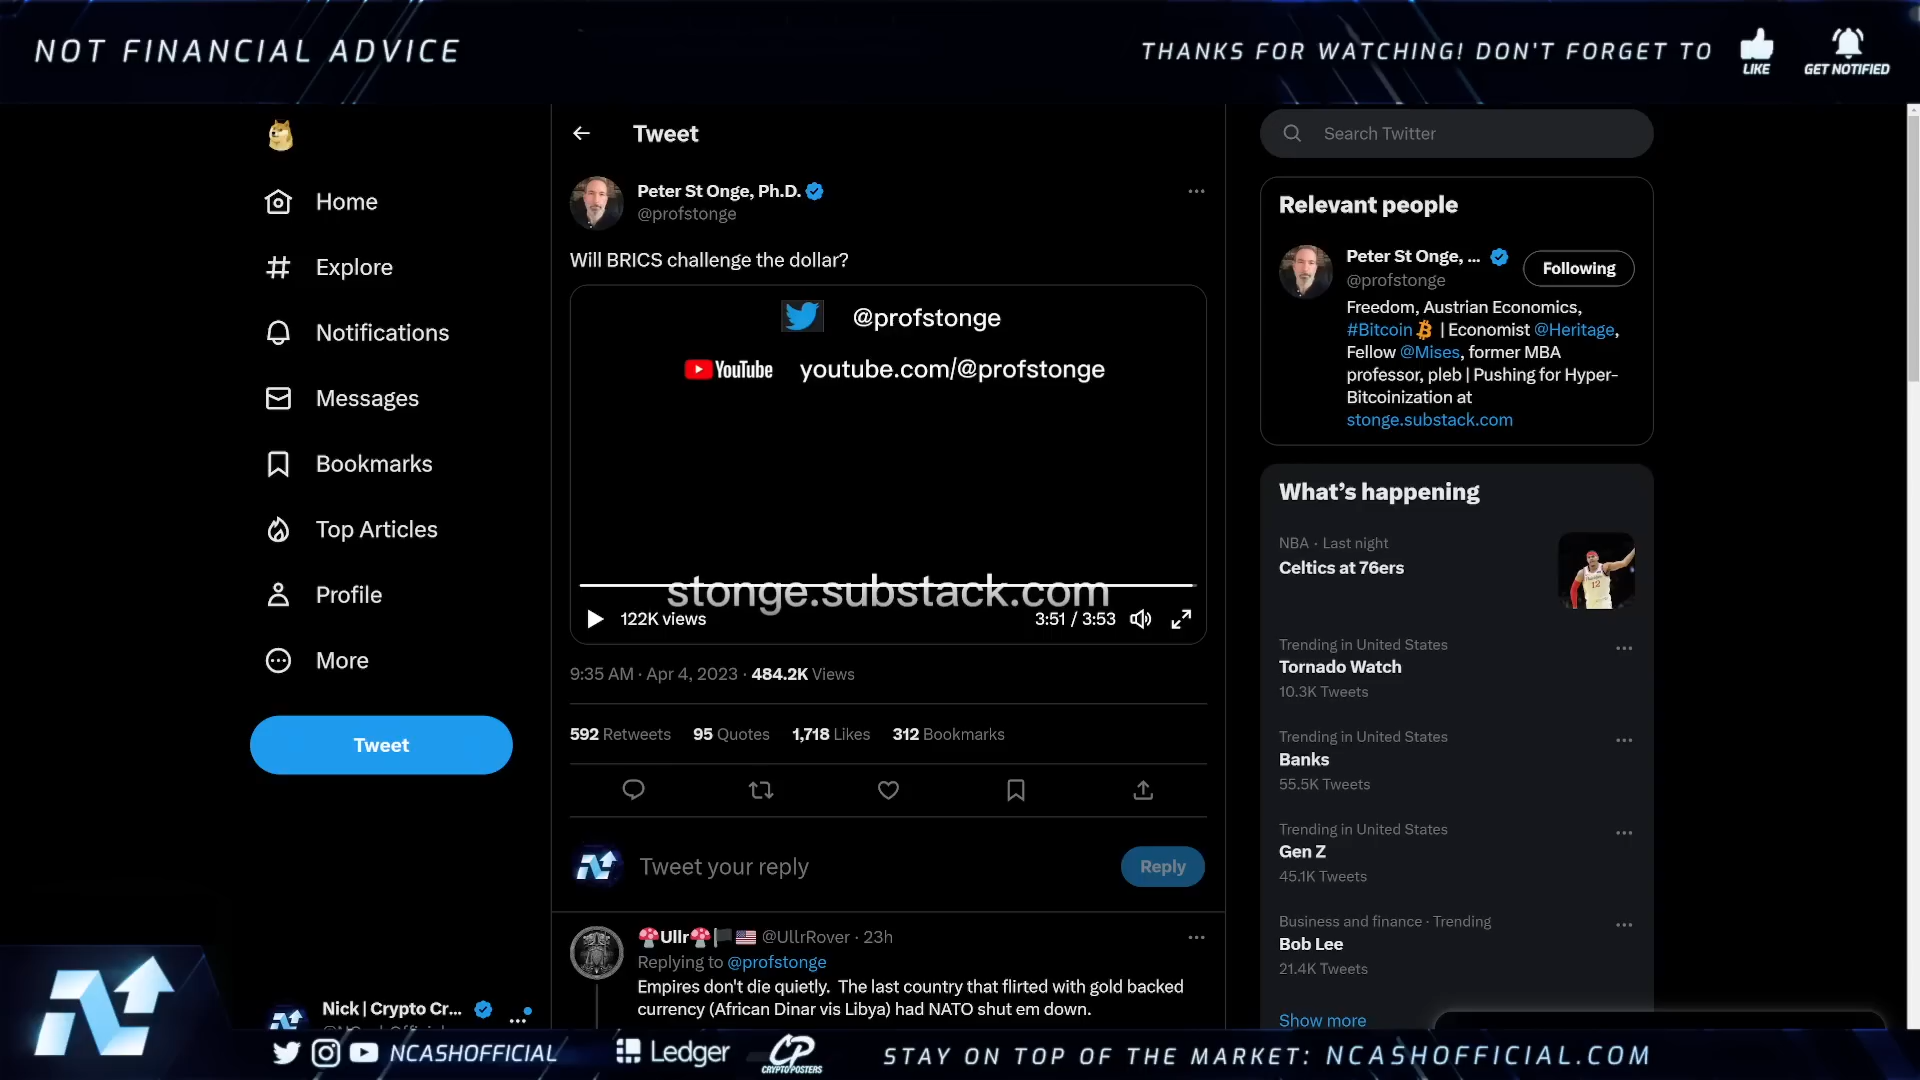 NOT FINANCIAL ADVICE
THANKS FOR WATCHING! DON'T FORGET TO
LIKE
GET NOTIFIED
Home
Explore
Notifications
Messages
Bookmarks
Top Articles
Profile
More
Tweet
Nick | Crypto Cr...
Tweet
Peter St Onge, Ph.D.
@profstonge
Will BRICS challenge the dollar?
@profstonge
YouTube youtube.com/@profstonge
stonge.substack.com
122K views
3:51 / 3:53
9:35 AM · Apr 4, 2023 · 484.2K Views
592 Retweets 95 Quotes 1,718 Likes 312 Bookmarks
Tweet your reply
Reply
Ullr @UllrRover · 23h
Replying to @profstonge
Empires don't die quietly. The last country that flirted with gold backed
currency (African Dinar vis Libya) had NATO shut em down.
Search Twitter
Relevant people
Peter St Onge, ...
@profstonge
Following
Freedom, Austrian Economics,
#Bitcoin | Economist @Heritage,
Fellow @Mises, former MBA
professor, pleb | Pushing for Hyper-
Bitcoinization at
stonge.substack.com
What's happening
NBA · Last night
Celtics at 76ers
Trending in United States
Tornado Watch
10.3K Tweets
Trending in United States
Banks
55.5K Tweets
Trending in United States
Gen Z
45.1K Tweets
Business and finance · Trending
Bob Lee
21.4K Tweets
Show more
NCASHOFFICIAL
Ledger
CP
CRYPTOPOSTERS
STAY ON TOP OF THE MARKET: NCASHOFFICIAL.COM